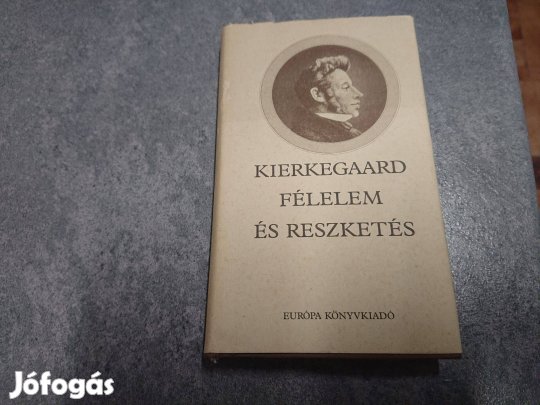 KIERKEGAARD
FÉLELEM
ÉS RESZKETÉS
EURÓPA KÖNYVKIADÓ
Jófogás